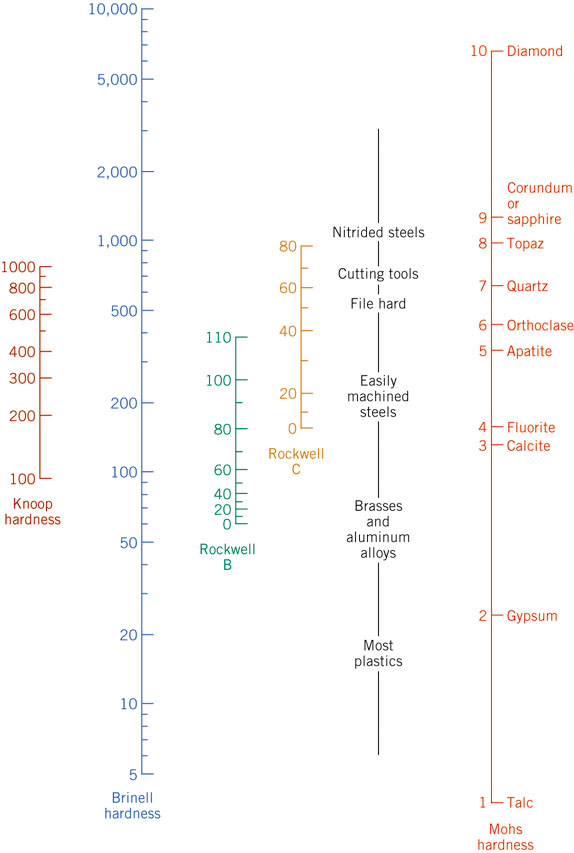 1000
800
600
400
300
200
100
Knoop
hardness
10,000
5,000
2,000
1,000
500
200
100
50
20
10
5
Brinell
hardness
110
100
80
60
40
20
0
Rockwell
B
80
60
40
20
0
Rockwell
C
Nitrided steels
Cutting tools
File hard
Easily
machined
steels
Brasses
and
aluminum
alloys
Most
plastics
10 Diamond
Corundum
or
9 sapphire
8 Topaz
7 Quartz
6 Orthoclase
5 Apatite
4 Fluorite
3 Calcite
2 Gypsum
1 Talc
Mohs
hardness